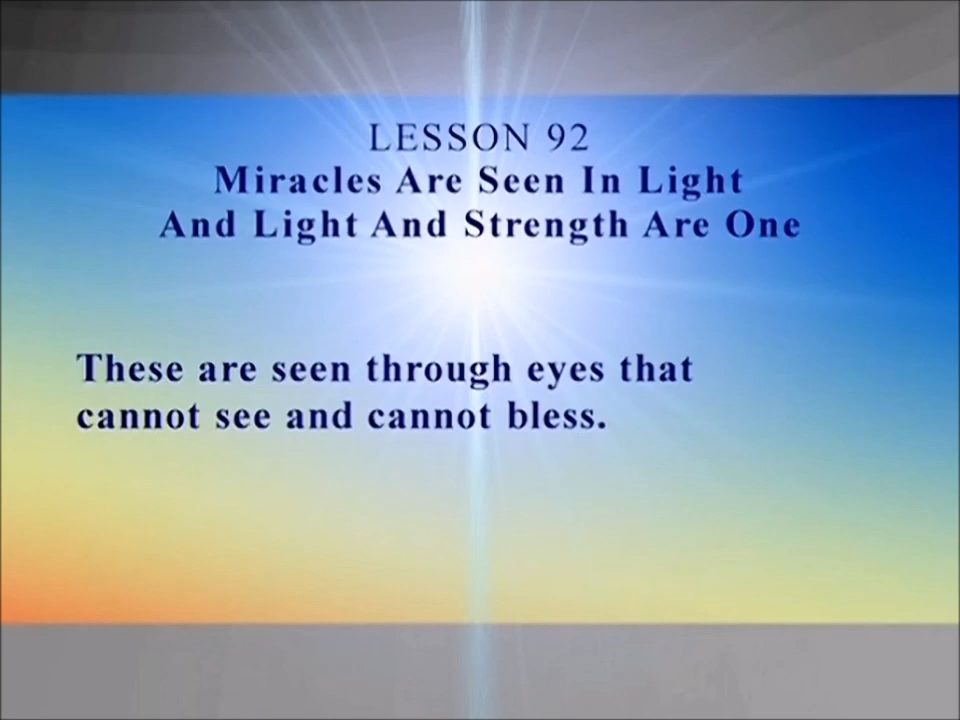 LESSON 92
Miracles Are Seen In Light
And Light And Strength Are One
These are seen through eyes that
cannot see and cannot bless.